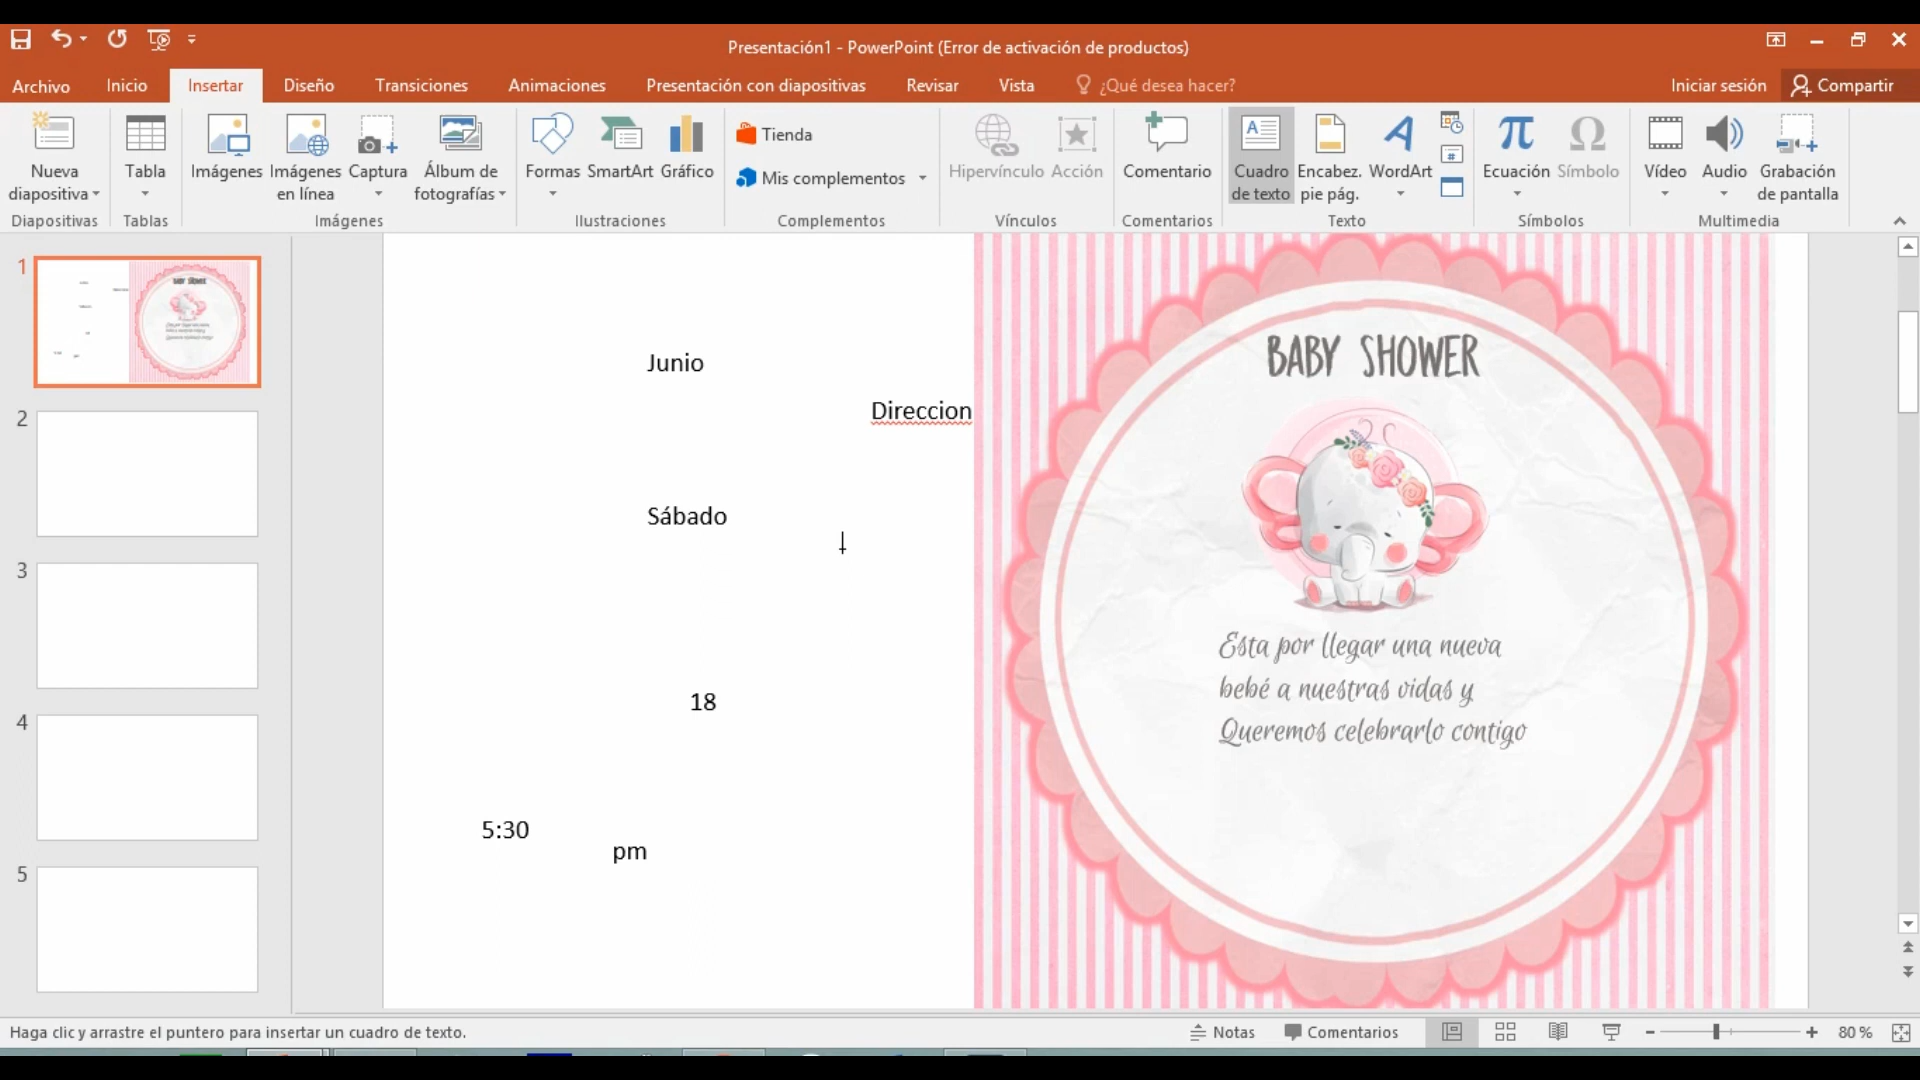 Presentación1 - PowerPoint (Error de activación de productos)
Archivo Inicio Insertar Diseño Transiciones Animaciones Presentación con diapositivas Revisar Vista ¿Qué desea hacer? Iniciar sesión Compartir
Nueva diapositiva
Tabla
Imágenes
Imágenes en línea
Captura
Álbum de fotografías
Formas
SmartArt
Gráfico
Tienda
Mis complementos
Hipervínculo
Acción
Comentario
Cuadro de texto
Encabez. pie pág.
WordArt
Ecuación
Símbolo
Vídeo
Audio
Grabación de pantalla
Diapositivas Tablas Imágenes Ilustraciones Complementos Vínculos Comentarios Texto Símbolos Multimedia
1
2
3
4
5
Junio
Direccion
Sábado
18
5:30
pm
BABY SHOWER
Esta por llegar una nueva
bebé a nuestras vidas y
Queremos celebrarlo contigo
Haga clic y arrastre el puntero para insertar un cuadro de texto.
Notas Comentarios 80 %